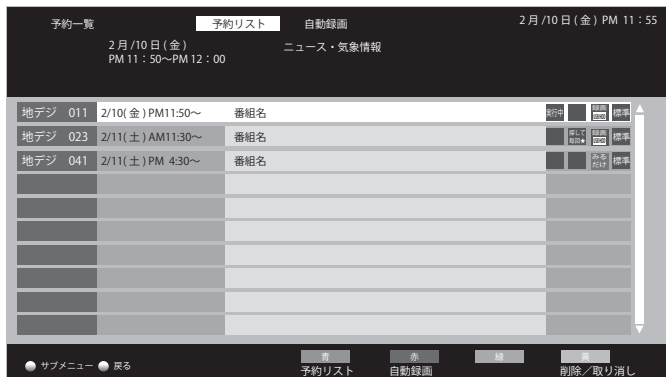 予約一覧 予約リスト 自動録画 2月/10日(金) PM 11：55
2月/10日(金) ニュース・気象情報
PM 11：50～PM 12：00
地デジ 011 2/10(金)PM11:50～ 番組名 実行中 録画 標準
地デジ 023 2/11(土)AM11:30～ 番組名 探して毎回★ 録画 標準
地デジ 041 2/11(土)PM 4:30～ 番組名 みるだけ 標準
サブメニュー 戻る
青 赤 緑 黄
予約リスト 自動録画 削除／取り消し